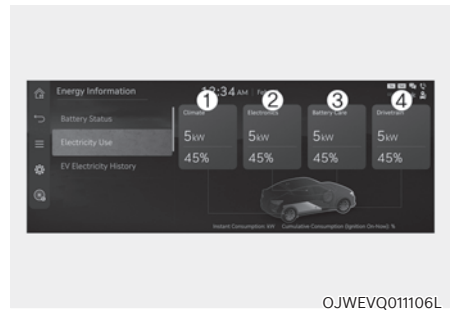 Energy Information
:34 AM
1 2 3 4
Climate Electronics Battery Care Drivetrain
Battery Status
5kW 5kW 5kW 5kW
Electricity Use
45% 45% 45% 45%
EV Electricity History
Instant Consumption: kW Cumulative Consumption (Ignition On-Now): %
OJWEVQ011106L